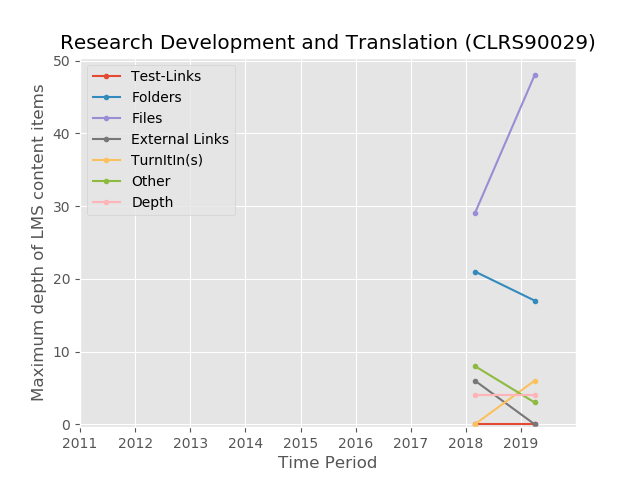 Research Development and Translation (CLRS90029)
Maximum depth of LMS content items
50
40
30
20
10
0
Test-Links
Folders
Files
External Links
TurnItIn(s)
Other
Depth
2011 2012 2013 2014 2015 2016 2017 2018 2019
Time Period